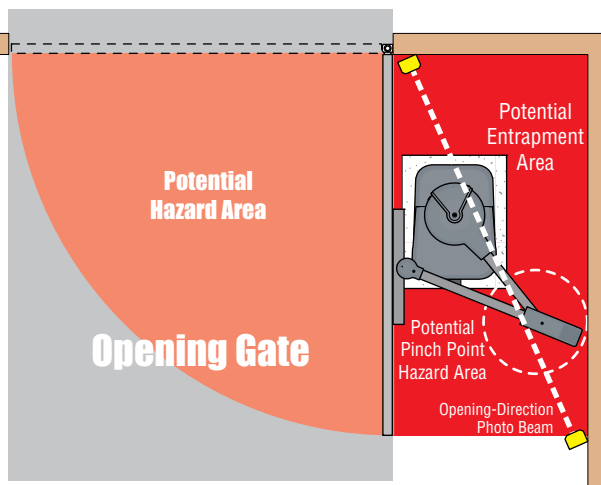 Potential
Entrapment
Area
Potential
Hazard Area
Opening Gate
Potential
Pinch Point
Hazard Area
Opening-Direction
Photo Beam